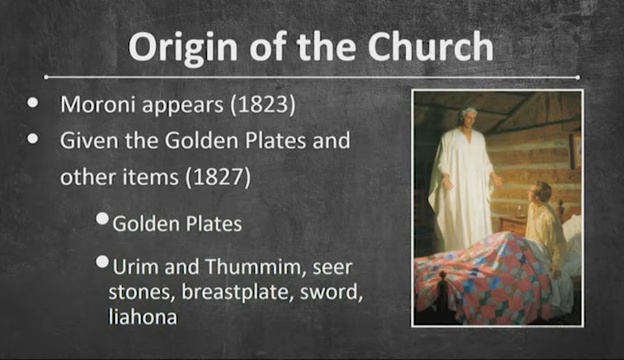 Origin of the Church
• Moroni appears (1823)
• Given the Golden Plates and
other items (1827)
• Golden Plates
• Urim and Thummim, seer
stones, breastplate, sword,
liahona